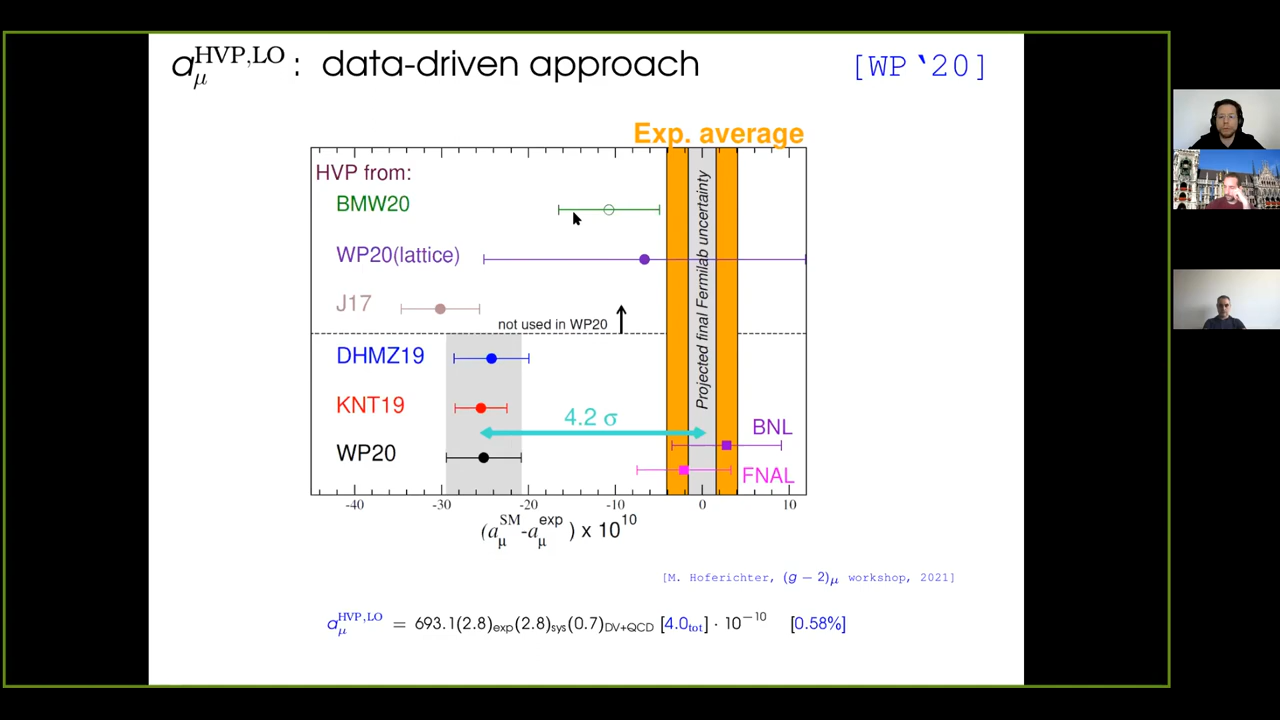 a_μ^HVP,LO : data-driven approach [WP‘20]
Exp. average
HVP from:
BMW20
WP20(lattice)
J17
not used in WP20
DHMZ19
KNT19
WP20
4.2 σ
Projected final Fermilab uncertainty
BNL
FNAL
-40 -30 -20 -10 0 10
(a_μ^SM-a_μ^exp) x 10^10
[M. Hoferichter, (g − 2)_μ workshop, 2021]
a_μ^HVP,LO = 693.1(2.8)_exp(2.8)_sys(0.7)_DV+QCD [4.0_tot] · 10^−10 [0.58%]